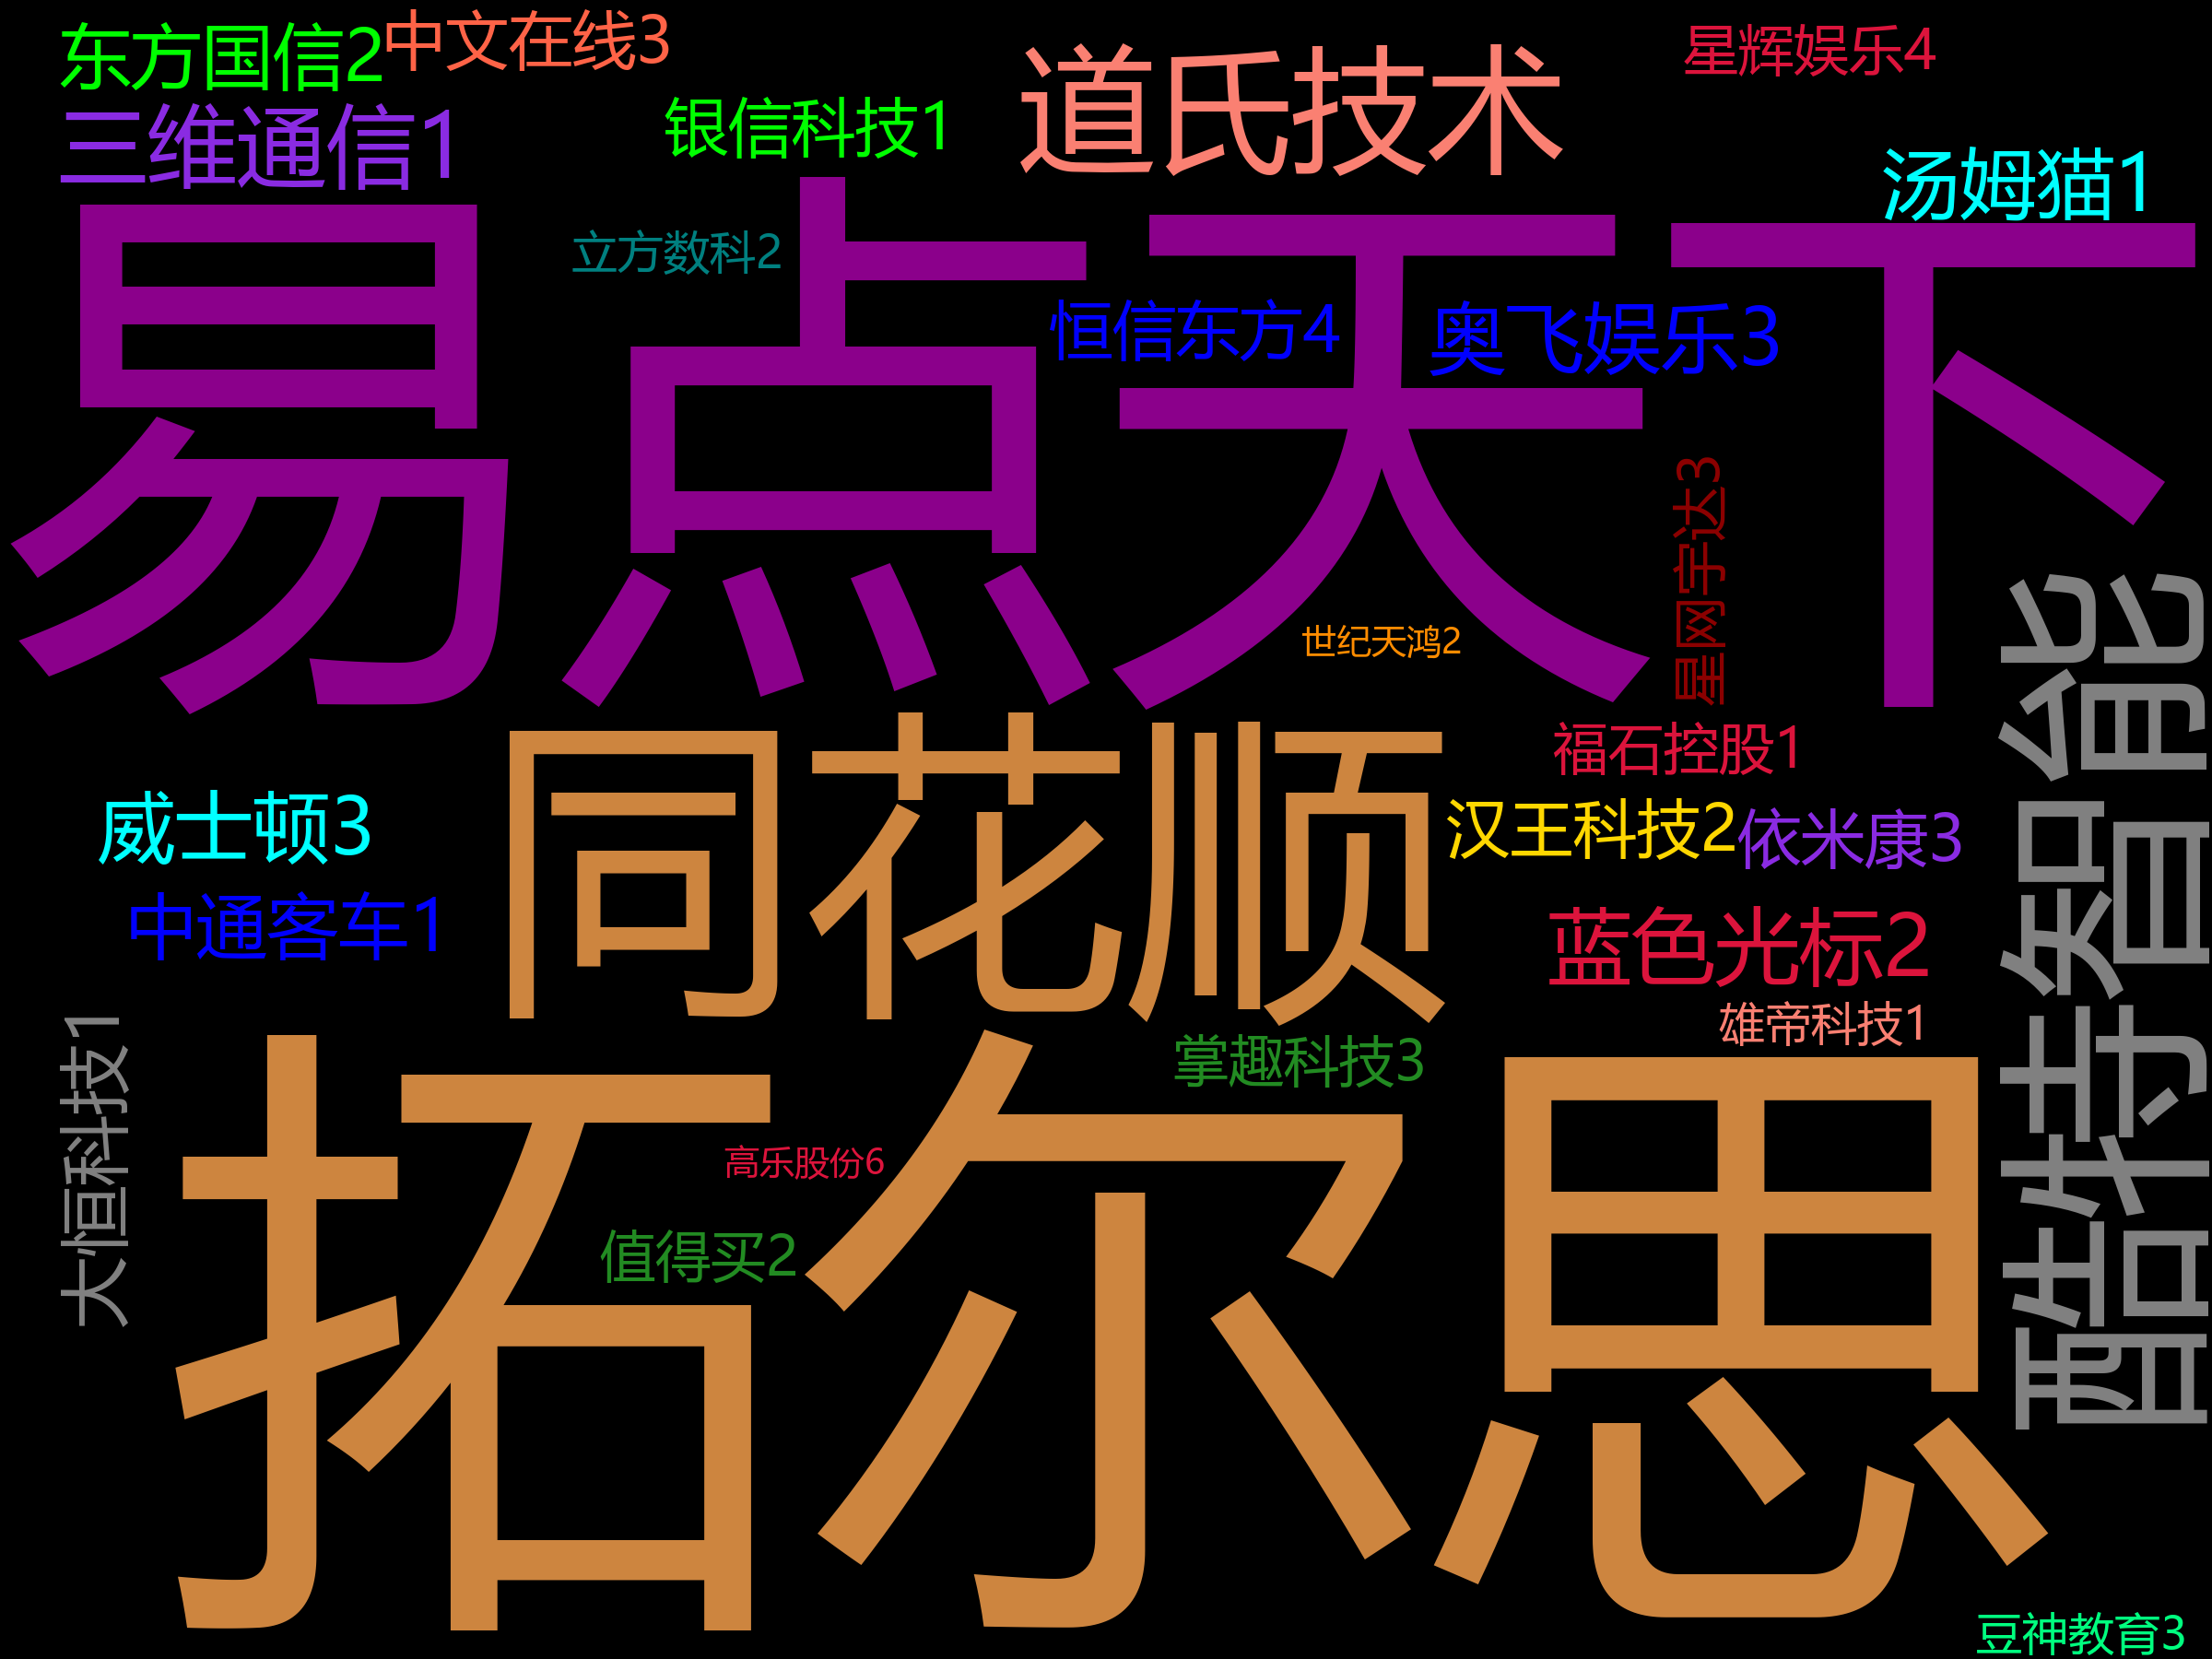 东方国信2
中文在线3
星辉娱乐4
道氏技术
三维通信1
银信科技1
汤姆猫1
立方数科2
易点天下
恒信东方4
奥飞娱乐3
星网宇达3
世纪天鸿2
同花顺
福石控股1
威士顿3
汉王科技2
依米康3
中通客车1
蓝色光标2
雄帝科技1
酷特智能
大恒科技1
掌趣科技3
高乐股份6
值得买2
拓尔思
豆神教育3